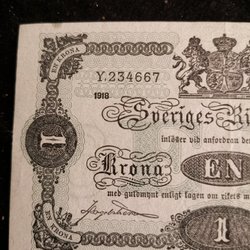 EN KRONA
Y.234667
1918
Sveriges Ri
inlöser vid anfordran de
1
Krona
EN
med guldmynt enligt lagen om rikets m
EN KRONA
1